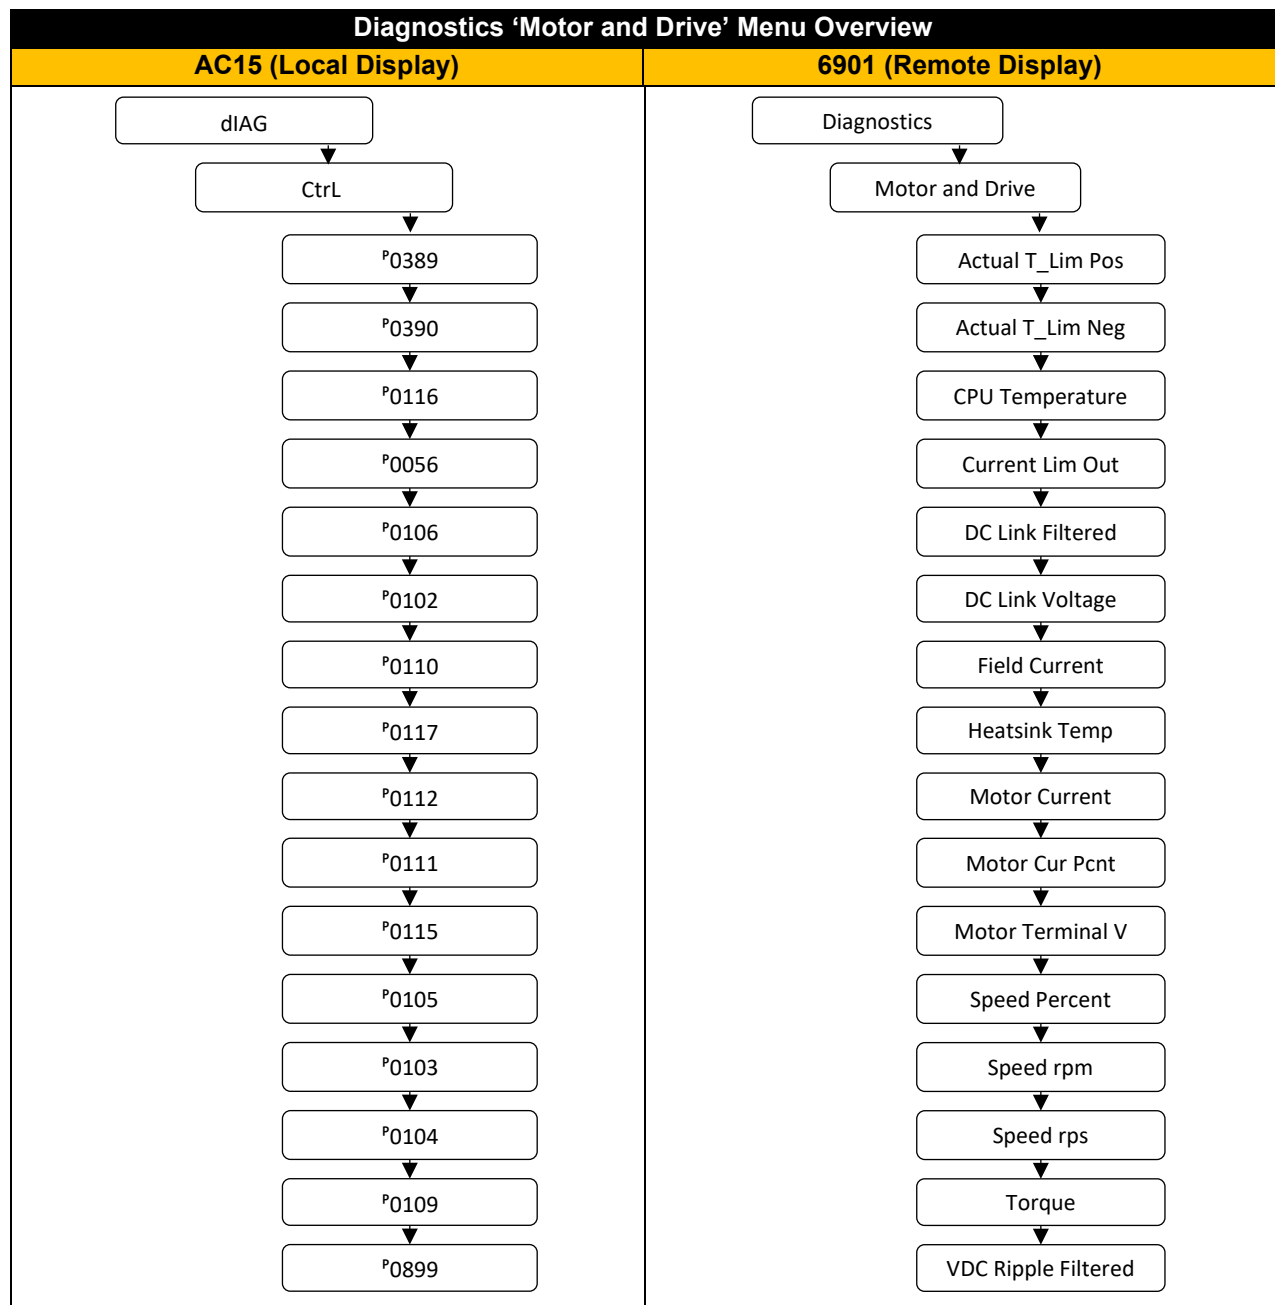 Diagnostics ‘Motor and Drive’ Menu Overview
AC15 (Local Display)
6901 (Remote Display)
dIAG
CtrL
ᴾ0389
ᴾ0390
ᴾ0116
ᴾ0056
ᴾ0106
ᴾ0102
ᴾ0110
ᴾ0117
ᴾ0112
ᴾ0111
ᴾ0115
ᴾ0105
ᴾ0103
ᴾ0104
ᴾ0109
ᴾ0899
Diagnostics
Motor and Drive
Actual T_Lim Pos
Actual T_Lim Neg
CPU Temperature
Current Lim Out
DC Link Filtered
DC Link Voltage
Field Current
Heatsink Temp
Motor Current
Motor Cur Pcnt
Motor Terminal V
Speed Percent
Speed rpm
Speed rps
Torque
VDC Ripple Filtered